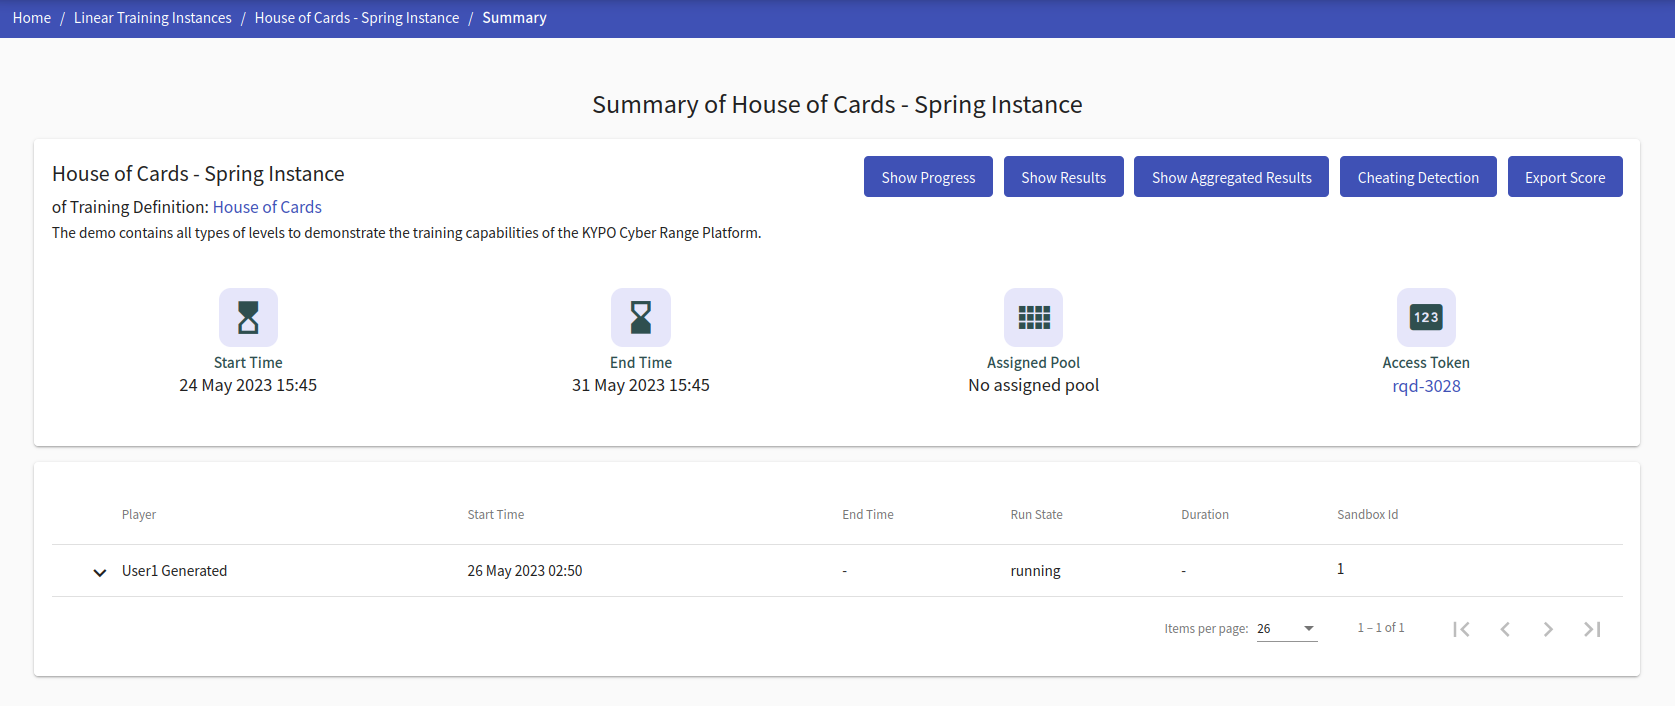 Home / Linear Training Instances / House of Cards - Spring Instance / Summary
Summary of House of Cards - Spring Instance
House of Cards - Spring Instance
Show Progress Show Results Show Aggregated Results Cheating Detection Export Score
of Training Definition: House of Cards
The demo contains all types of levels to demonstrate the training capabilities of the KYPO Cyber Range Platform.
123
Start Time End Time Assigned Pool Access Token
24 May 2023 15:45 31 May 2023 15:45 No assigned pool rqd-3028
Player Start Time End Time Run State Duration Sandbox Id
User1 Generated 26 May 2023 02:50 - running - 1
Items per page: 26 1 – 1 of 1